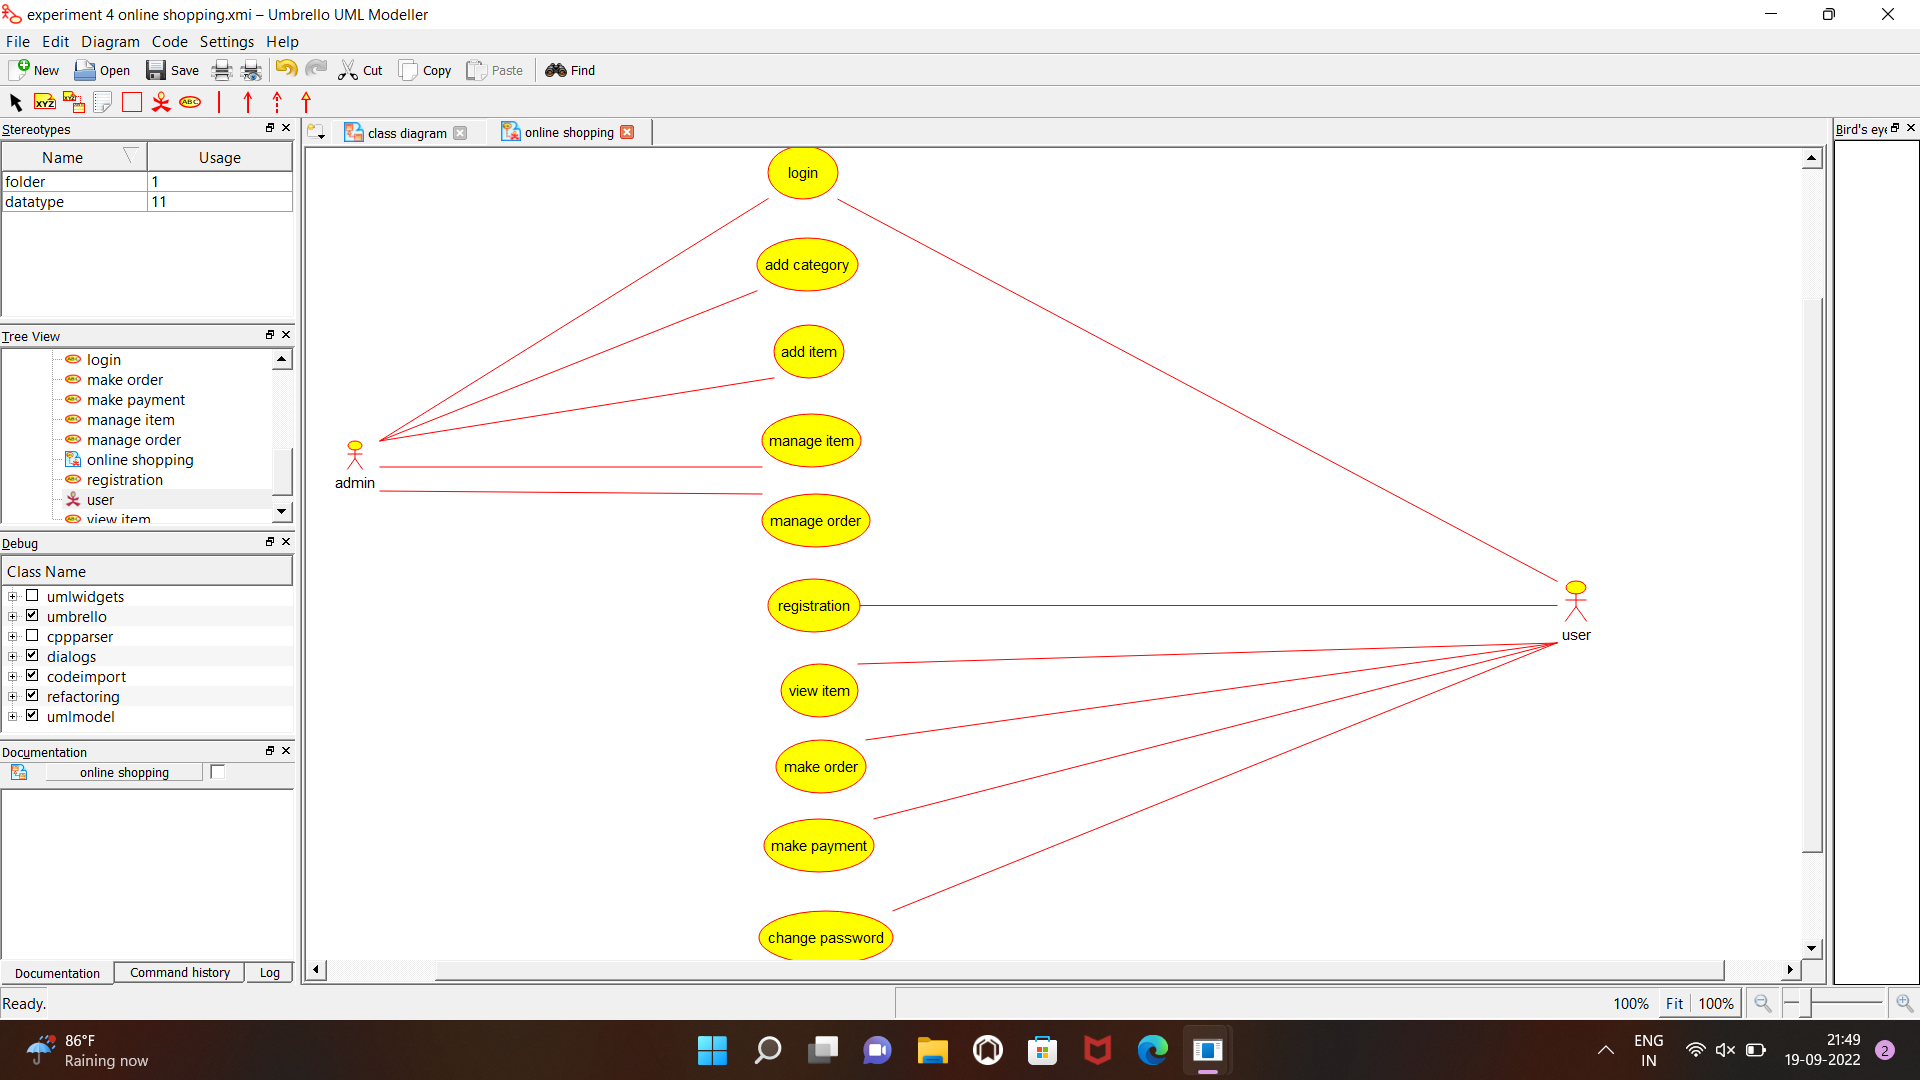 experiment 4 online shopping.xmi – Umbrello UML Modeller
File Edit Diagram Code Settings Help
New Open Save Cut Copy Paste Find
XYZ XYZ ABC
Stereotypes
Name Usage
folder 1
datatype 11
Tree View
login
make order
make payment
manage item
manage order
online shopping
registration
user
view item
Debug
Class Name
umlwidgets
umbrello
cppparser
dialogs
codeimport
refactoring
umlmodel
Documentation
online shopping
Documentation Command history Log
Ready.
class diagram online shopping
login
add category
add item
manage item
admin
manage order
registration
user
view item
make order
make payment
change password
Bird's eye
100% Fit 100%
86°F
Raining now
ENG
IN
21:49
19-09-2022
2